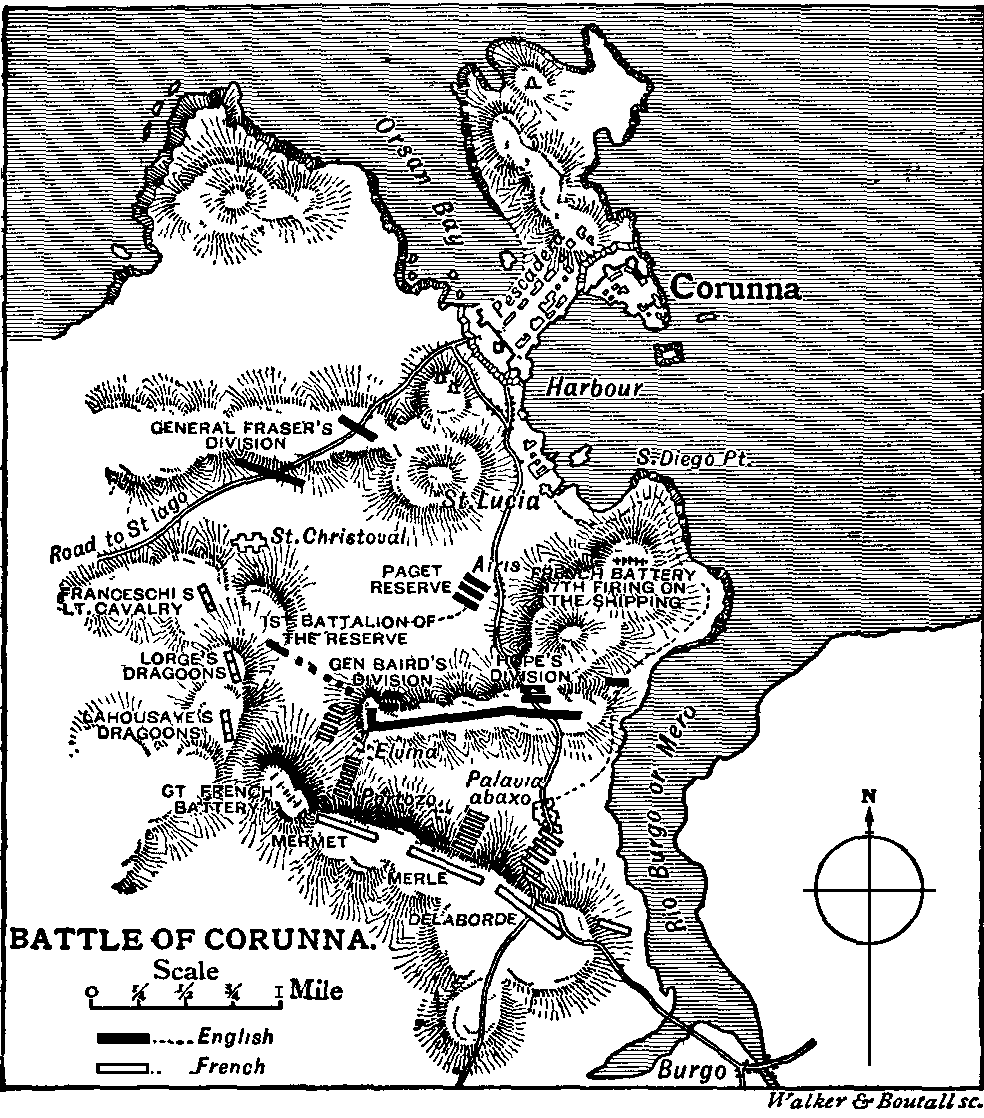 Orsan Bay
Pescadera
Corunna
Harbour
GENERAL FRASER'S
DIVISION
S. Diego Pt.
St. Lucia
Road to St Iago
St. Christoval
Airis
PAGET
RESERVE
FRENCH BATTERY
17TH FIRING ON
THE SHIPPING
FRANCESCHI'S
LT. CAVALRY
1ST BATTALION OF
THE RESERVE
LORGE'S
DRAGOONS
GEN BAIRD'S
DIVISION
HOPE'S
DIVISION
LAHOUSAYE'S
DRAGOONS
Elvina
Palavia
abaxo
GT FRENCH
BATTERY
Portozo
Rio Burgo or Mero
N
MERMET
MERLE
DELABORDE
BATTLE OF CORUNNA.
Scale
0 1/4 1/2 3/4 1 Mile
English
French
Burgo
Walker & Boutall sc.